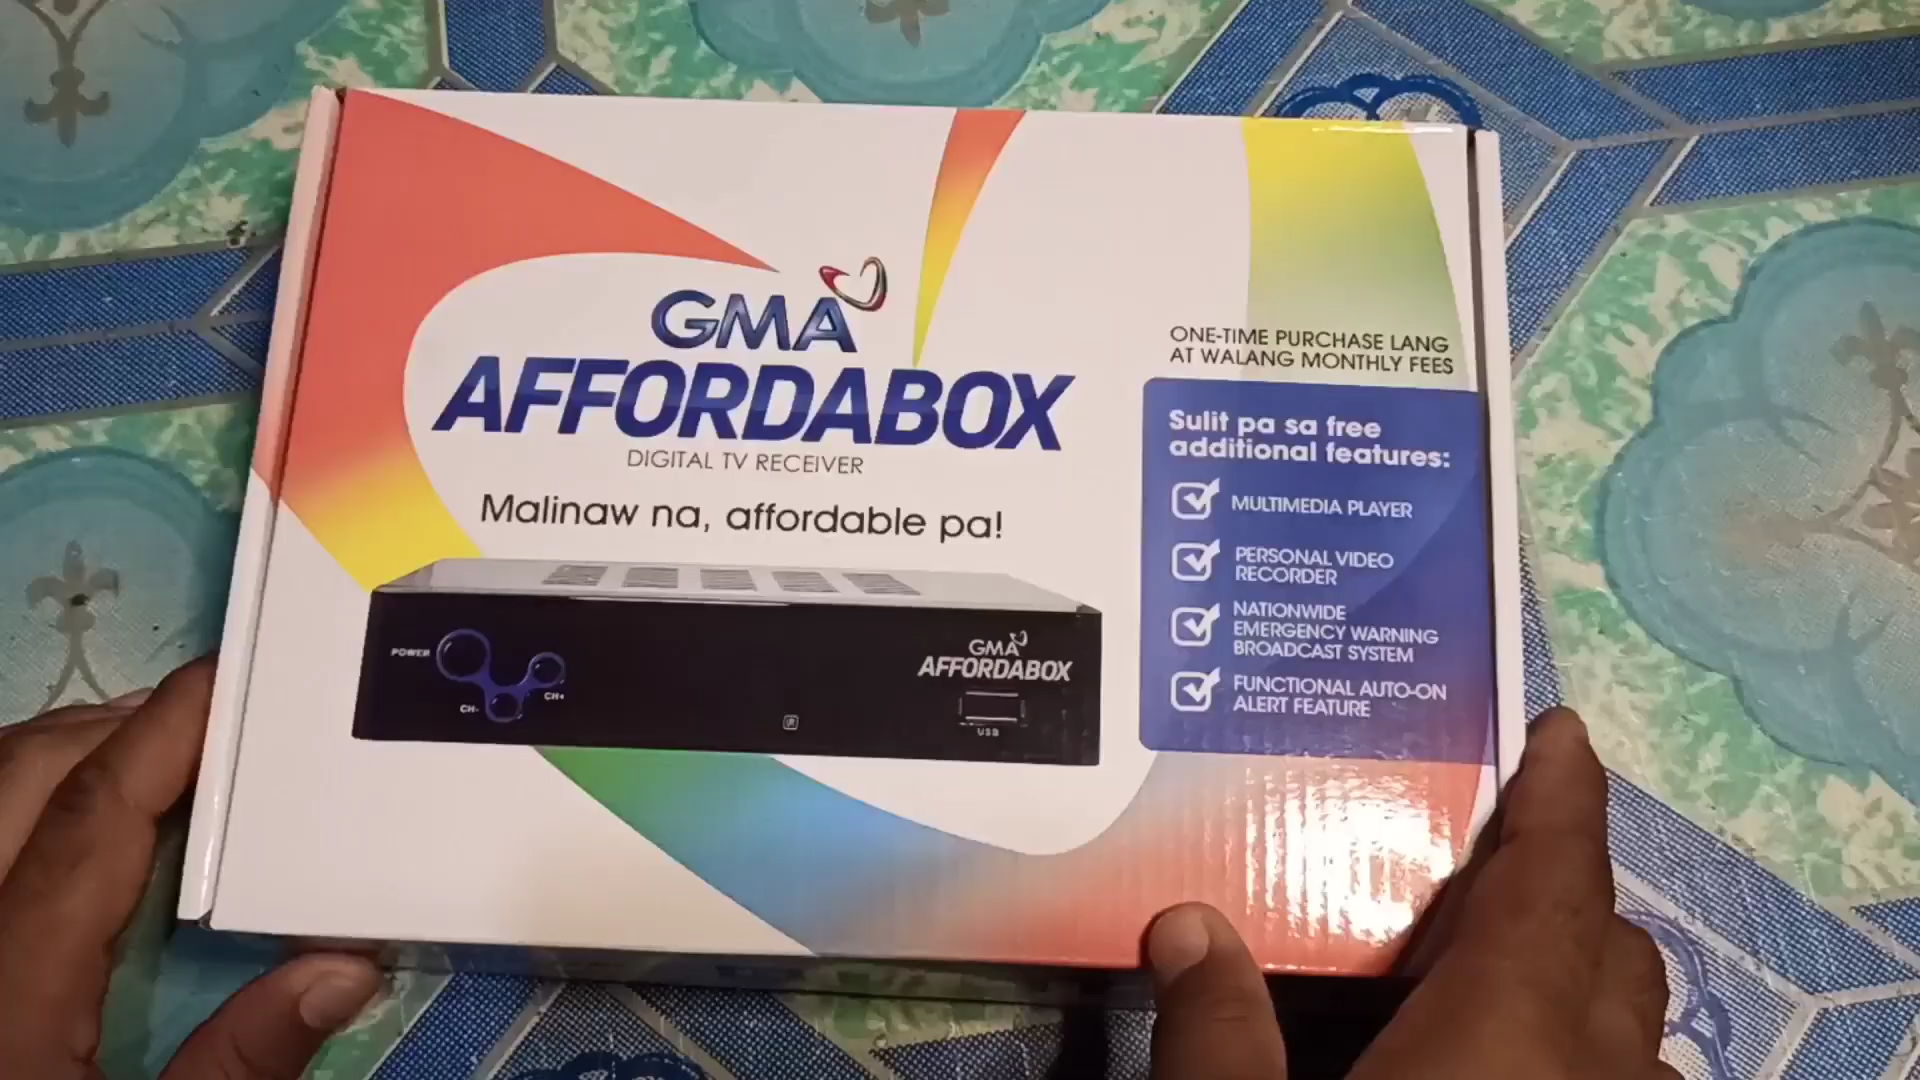 GMA
AFFORDABOX
DIGITAL TV RECEIVER
Malinaw na, affordable pa!
POWER
CH-
CH+
GMA
AFFORDABOX
USB
ONE-TIME PURCHASE LANG
AT WALANG MONTHLY FEES
Sulit pa sa free
additional features:
MULTIMEDIA PLAYER
PERSONAL VIDEO
RECORDER
NATIONWIDE
EMERGENCY WARNING
BROADCAST SYSTEM
FUNCTIONAL AUTO-ON
ALERT FEATURE